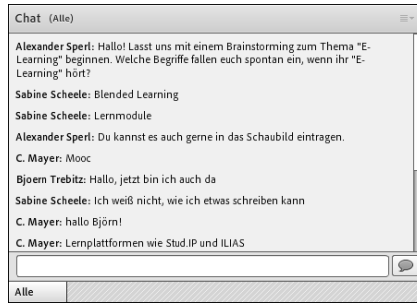 Chat (Alle)
Alexander Sperl: Hallo! Lasst uns mit einem Brainstorming zum Thema "E-
Learning" beginnen. Welche Begriffe fallen euch spontan ein, wenn ihr "E-
Learning" hört?
Sabine Scheele: Blended Learning
Sabine Scheele: Lernmodule
Alexander Sperl: Du kannst es auch gerne in das Schaubild eintragen.
C. Mayer: Mooc
Bjoern Trebitz: Hallo, jetzt bin ich auch da
Sabine Scheele: Ich weiß nicht, wie ich etwas schreiben kann
C. Mayer: hallo Björn!
C. Mayer: Lernplattformen wie Stud.IP und ILIAS
Alle